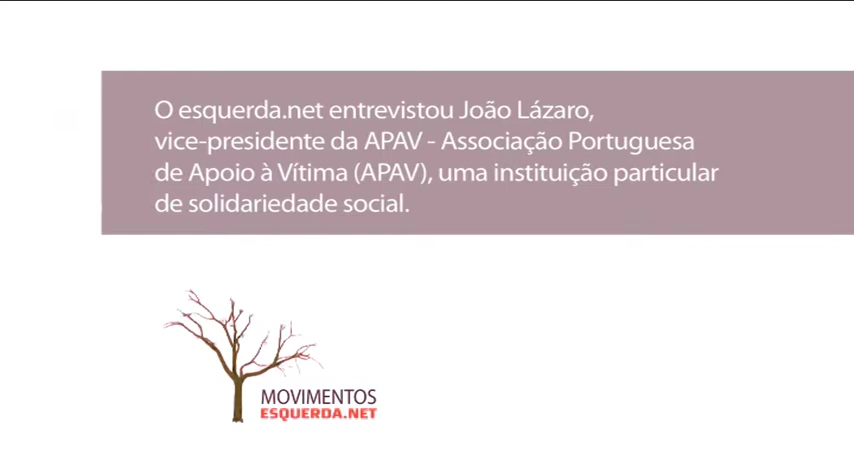 O esquerda.net entrevistou João Lázaro,
vice-presidente da APAV - Associação Portuguesa
de Apoio à Vítima (APAV), uma instituição particular
de solidariedade social.
MOVIMENTOS
ESQUERDA.NET